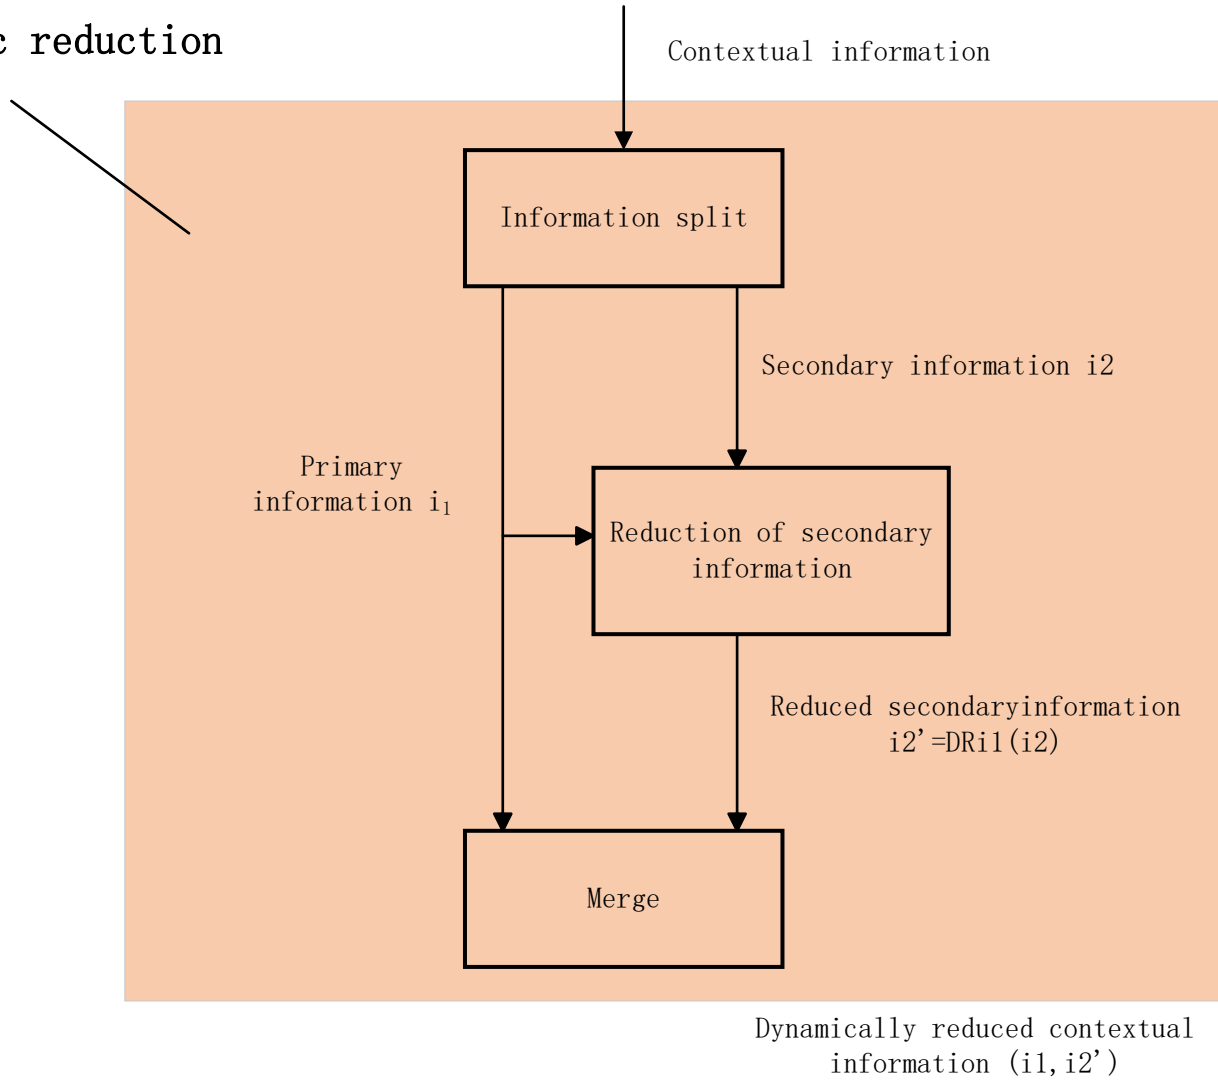 reduction
Contextual information
Information split
Secondary information i2
Primary
information i₁
Reduction of secondary
information
Reduced secondaryinformation
i2'=DRi1(i2)
Merge
Dynamically reduced contextual
information (i1,i2')